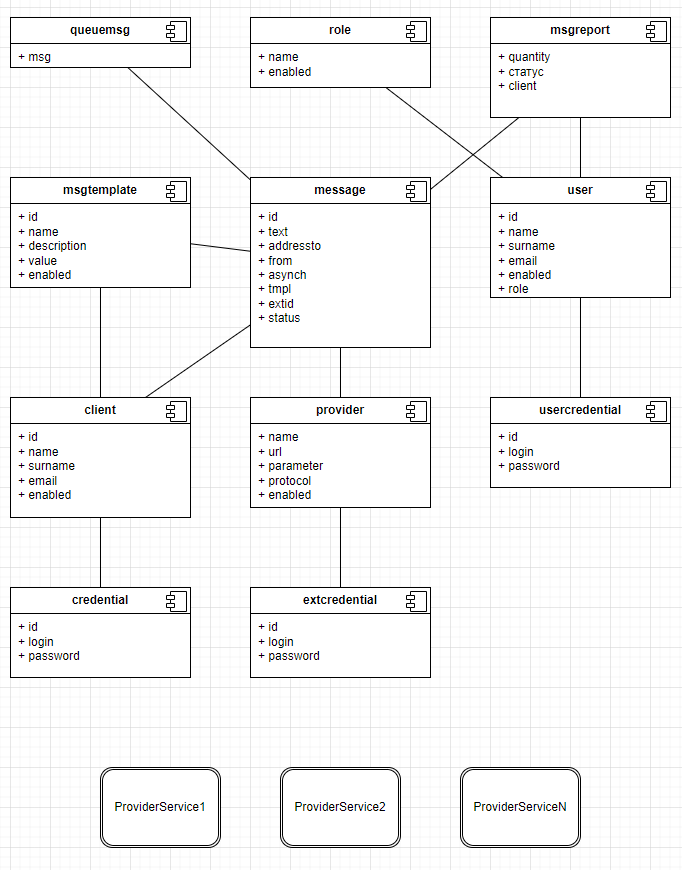 queuemsg
+ msg
role
+ name
+ enabled
msgreport
+ quantity
+ статус
+ client
msgtemplate
+ id
+ name
+ description
+ value
+ enabled
message
+ id
+ text
+ addressto
+ from
+ asynch
+ tmpl
+ extid
+ status
user
+ id
+ name
+ surname
+ email
+ enabled
+ role
client
+ id
+ name
+ surname
+ email
+ enabled
provider
+ name
+ url
+ parameter
+ protocol
+ enabled
usercredential
+ id
+ login
+ password
credential
+ id
+ login
+ password
extcredential
+ id
+ login
+ password
ProviderService1
ProviderService2
ProviderServiceN